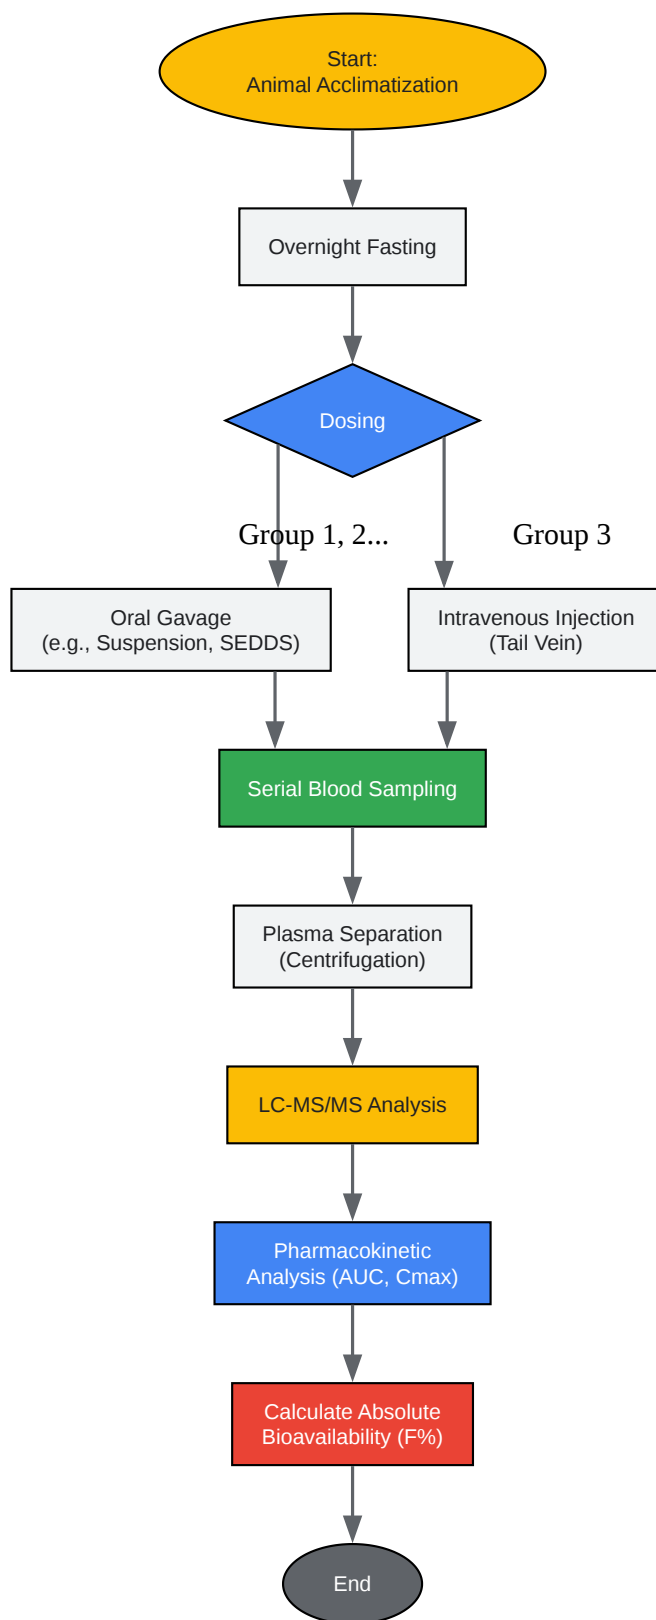 Start:
Animal Acclimatization
Overnight Fasting
Dosing
Group 1, 2...
Group 3
Oral Gavage
(e.g., Suspension, SEDDS)
Intravenous Injection
(Tail Vein)
Serial Blood Sampling
Plasma Separation
(Centrifugation)
LC-MS/MS Analysis
Pharmacokinetic
Analysis (AUC, Cmax)
Calculate Absolute
Bioavailability (F%)
End